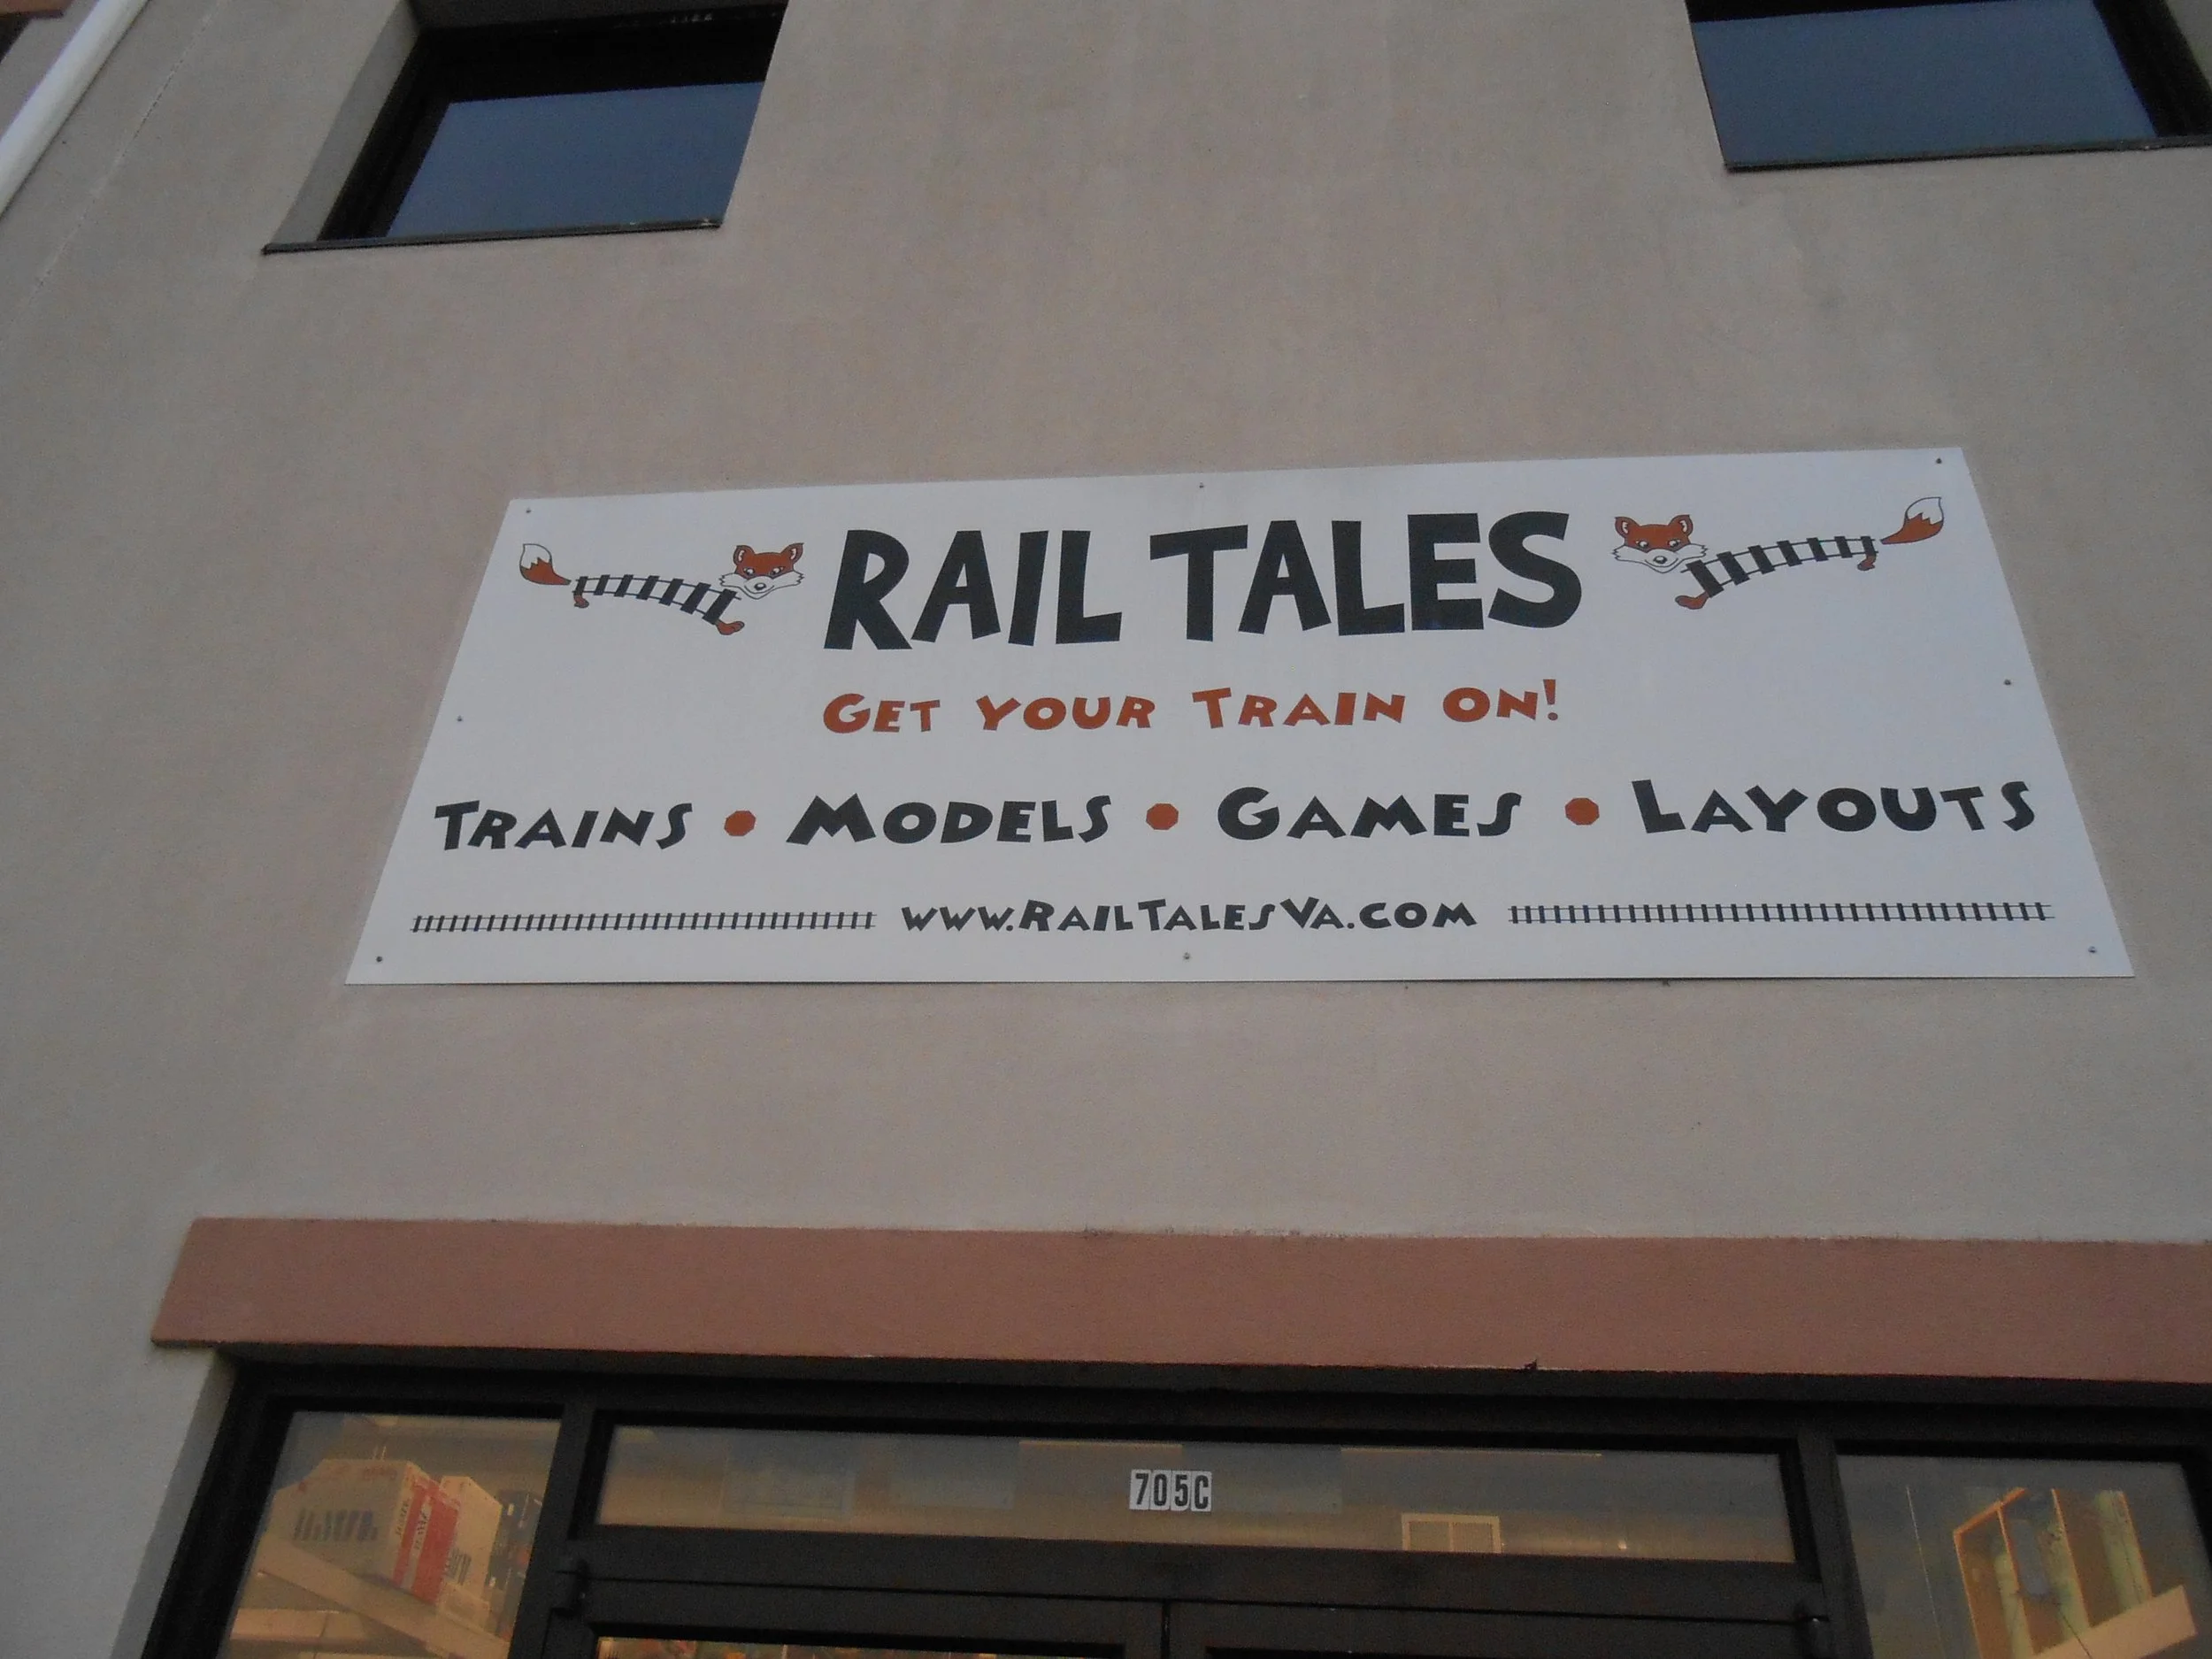 RAIL TALES
GET YOUR TRAIN ON!
TRAINS • MODELS • GAMES • LAYOUTS
WWW.RAILTALESVA.COM
705C